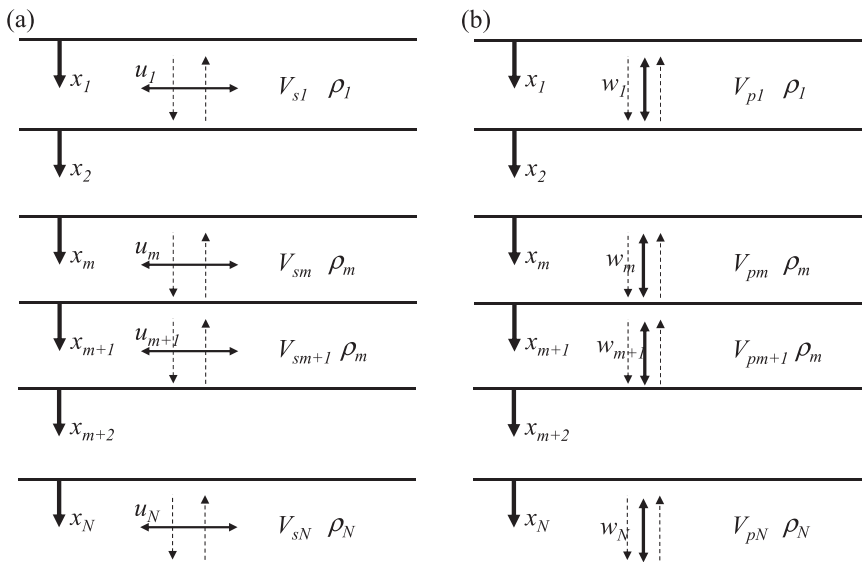 (a)
x1 u1 Vs1 ρ1
x2
xm um Vsm ρm
xm+1 um+1 Vsm+1 ρm
xm+2
xN uN VsN ρN
(b)
x1 w1 Vp1 ρ1
x2
xm wm Vpm ρm
xm+1 wm+1 Vpm+1 ρm
xm+2
xN wN VpN ρN